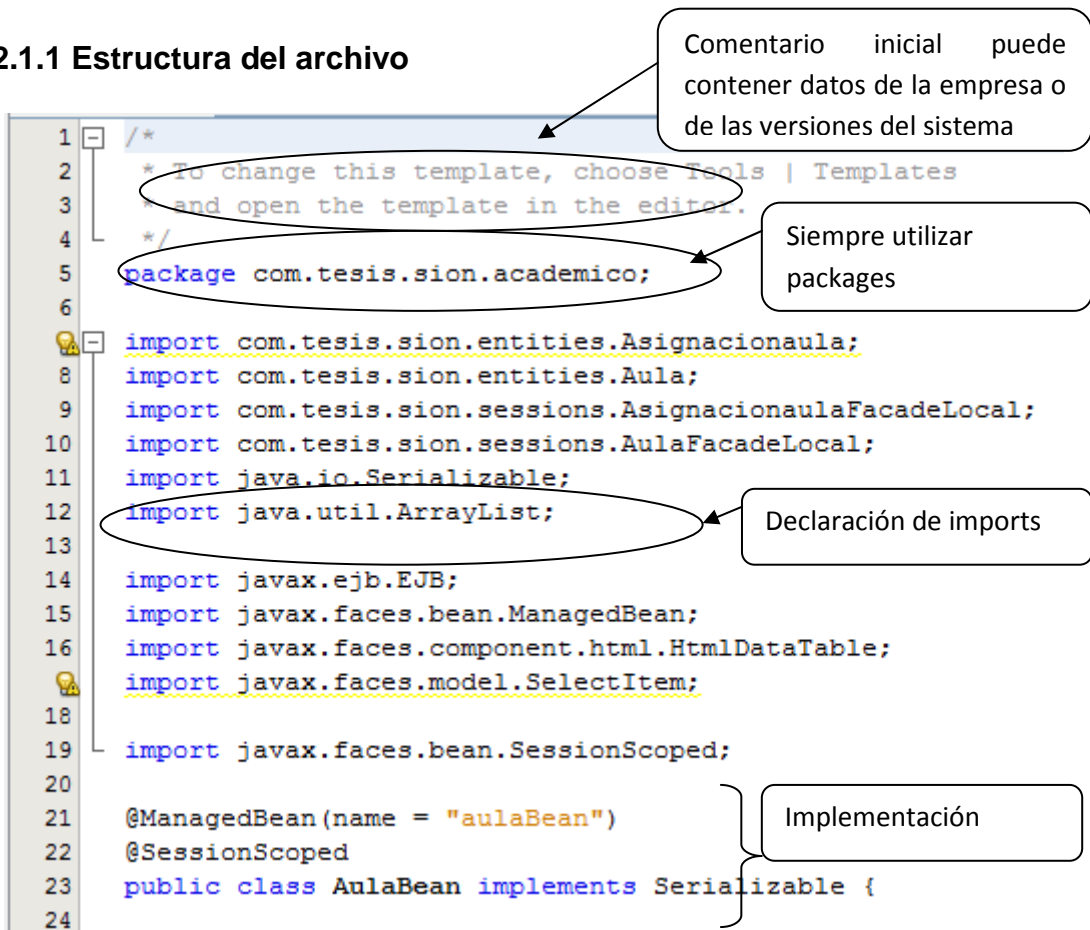 2.1.1 Estructura del archivo
Comentario inicial puede
contener datos de la empresa o
de las versiones del sistema
1 /*
2 * To change this template, choose Tools | Templates
3 * and open the template in the editor.
4 */
Siempre utilizar
packages
5 package com.tesis.sion.academico;
6
import com.tesis.sion.entities.Asignacionaula;
8 import com.tesis.sion.entities.Aula;
9 import com.tesis.sion.sessions.AsignacionaulaFacadeLocal;
10 import com.tesis.sion.sessions.AulaFacadeLocal;
11 import java.io.Serializable;
12 import java.util.ArrayList;
Declaración de imports
13
14 import javax.ejb.EJB;
15 import javax.faces.bean.ManagedBean;
16 import javax.faces.component.html.HtmlDataTable;
import javax.faces.model.SelectItem;
18
19 import javax.faces.bean.SessionScoped;
20
21 @ManagedBean(name = "aulaBean")
Implementación
22 @SessionScoped
23 public class AulaBean implements Serializable {
24